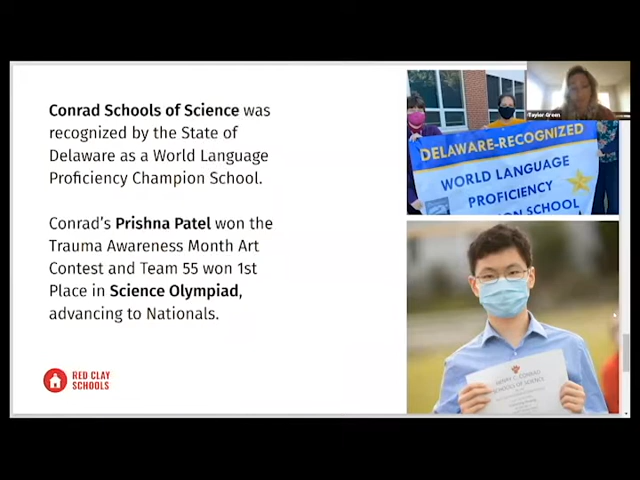 Conrad Schools of Science was
recognized by the State of
Delaware as a World Language
Proficiency Champion School.
Conrad's Prishna Patel won the
Trauma Awareness Month Art
Contest and Team 55 won 1st
Place in Science Olympiad,
advancing to Nationals.
RED CLAY
SCHOOLS
DELAWARE-RECOGNIZED
WORLD LANGUAGE
PROFICIENCY
SCHOOL
Taylor Green
SCHOOLS OF SCIENCE